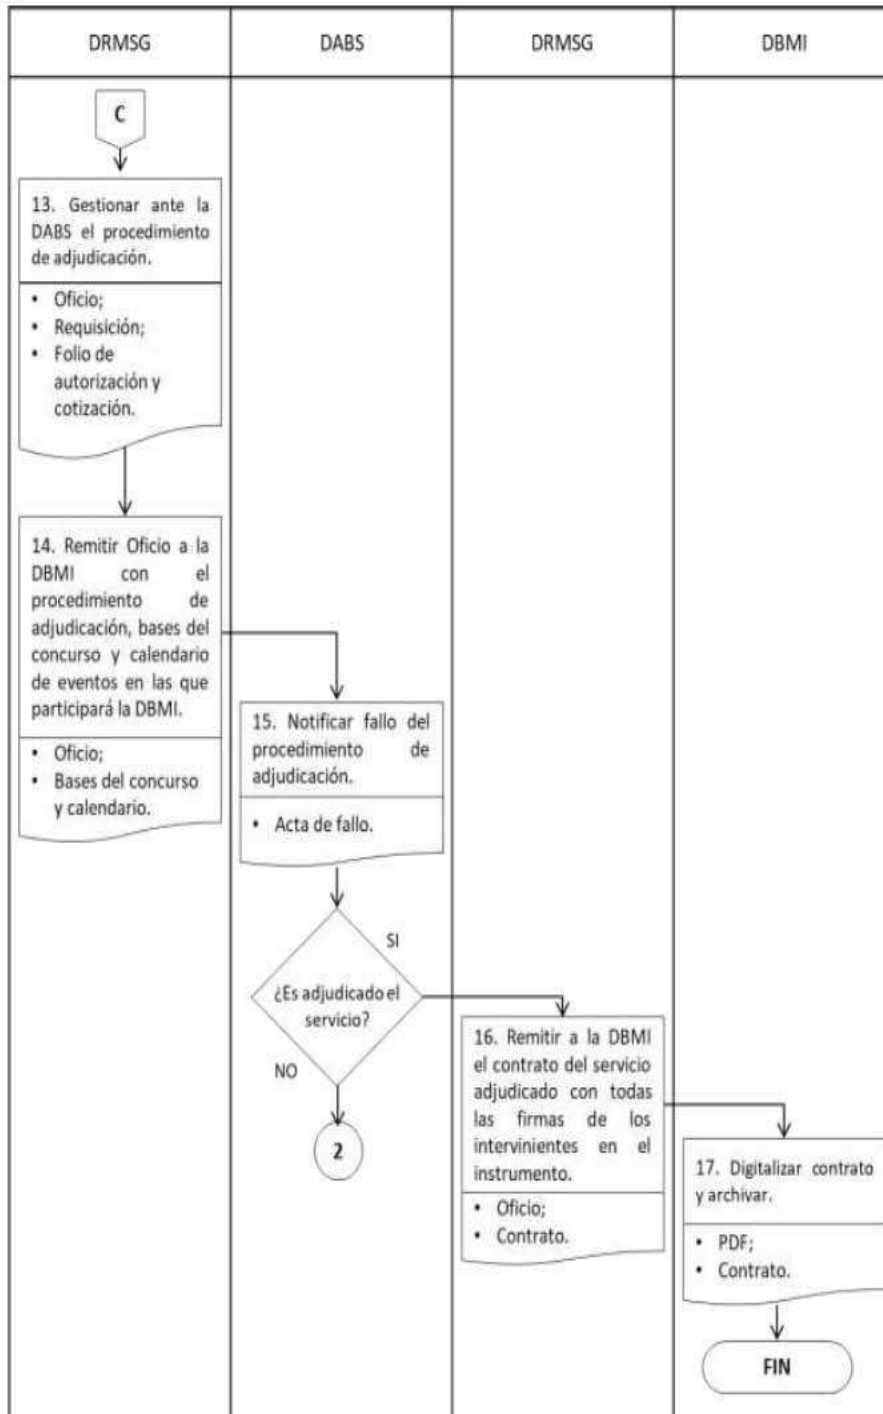 DRMSG
DABS
DRMSG
DBMI
C
13. Gestionar ante la
DABS el procedimiento
de adjudicación.
• Oficio;
• Requisición;
• Folio de
autorización y
cotización.
14. Remitir Oficio a la
DBMI con el
procedimiento de
adjudicación, bases del
concurso y calendario
de eventos en las que
participará la DBMI.
• Oficio;
• Bases del concurso
y calendario.
15. Notificar fallo del
procedimiento de
adjudicación.
• Acta de fallo.
SI
¿Es adjudicado el
servicio?
NO
2
16. Remitir a la DBMI
el contrato del servicio
adjudicado con todas
las firmas de los
intervinientes en el
instrumento.
• Oficio;
• Contrato.
17. Digitalizar contrato
y archivar.
• PDF;
• Contrato.
FIN